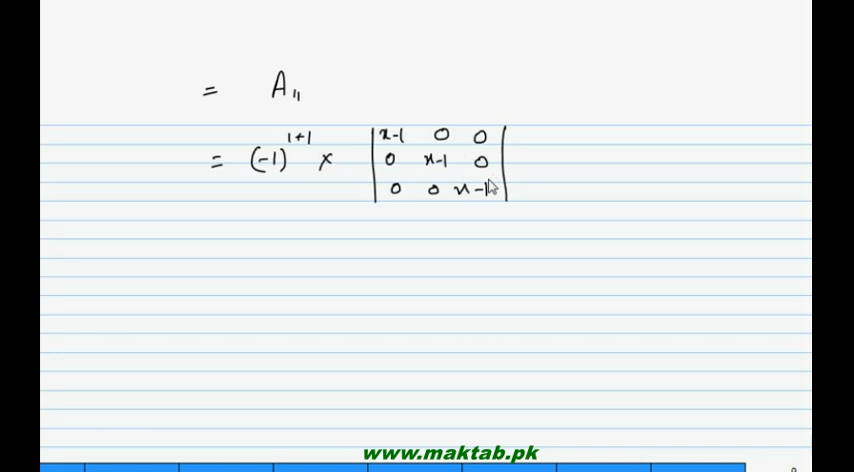 = A₁₁
= (-1)¹⁺¹ × | x-1 0 0 |
| 0 x-1 0 |
| 0 0 x-1 |
www.maktab.pk